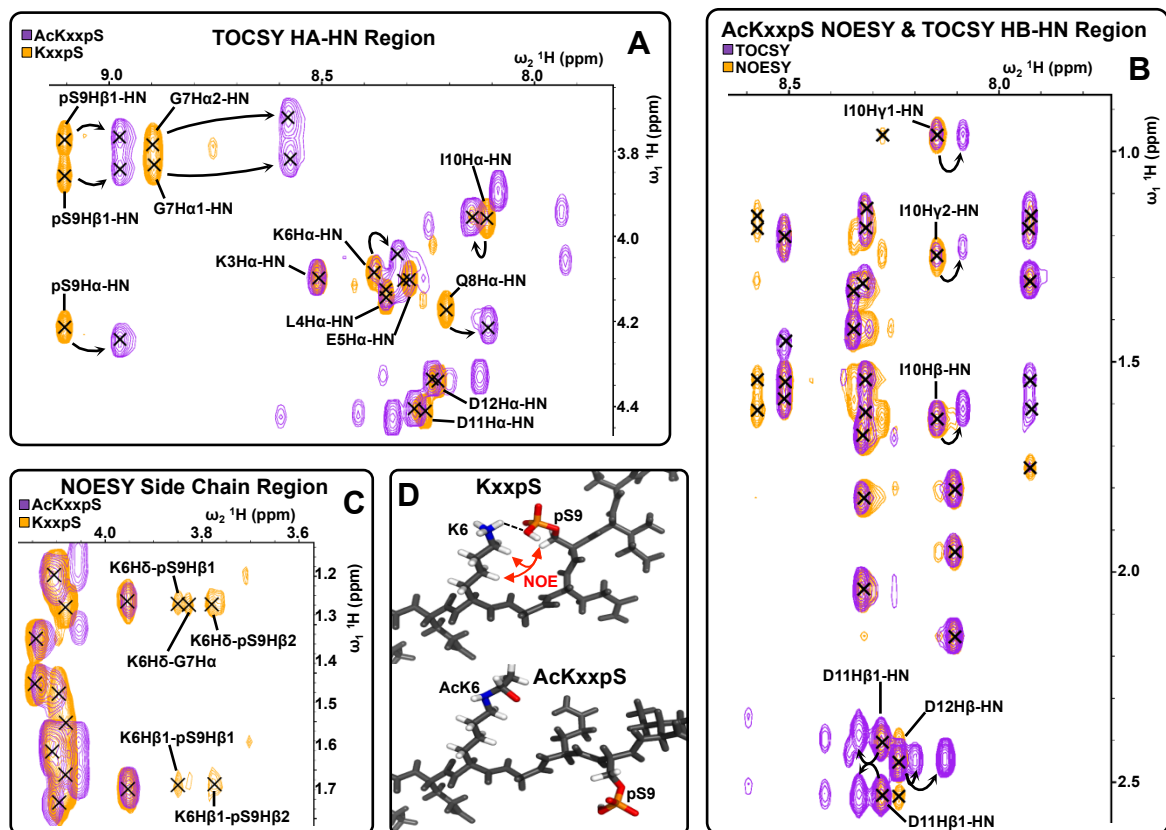 TOCSY HA-HN Region
A
AcKxxpS
KxxpS
ω₂ ¹H (ppm)
9.0
8,5
8.0
pS9Hβ1-HN
G7Hα2-HN
I10Hα-HN
pS9Hβ1-HN
G7Hα1-HN
K6Hα-HN
K3Hα-HN
Q8Hα-HN
pS9Hα-HN
L4Hα-HN
E5Hα-HN
D12Hα-HN
D11Hα-HN
3.8
4.0
4.2
4.4
ω₁ ¹H (ppm)
AcKxxpS NOESY & TOCSY HB-HN Region
B
TOCSY
NOESY
ω₂ ¹H (ppm)
8.5
8.0
I10Hγ1-HN
I10Hγ2-HN
I10Hβ-HN
D11Hβ1-HN
D12Hβ-HN
D11Hβ1-HN
1.0
1.5
2.0
2.5
ω₁ ¹H (ppm)
NOESY Side Chain Region
C
AcKxxpS
KxxpS
ω₂ ¹H (ppm)
4.0
3.8
3.6
K6Hδ-pS9Hβ1
K6Hδ-pS9Hβ2
K6Hδ-G7Hα
K6Hβ1-pS9Hβ1
K6Hβ1-pS9Hβ2
1.2
1.3
1.4
1.5
1.6
1.7
ω₁ ¹H (ppm)
D
KxxpS
pS9
K6
NOE
AcKxxpS
AcK6
pS9